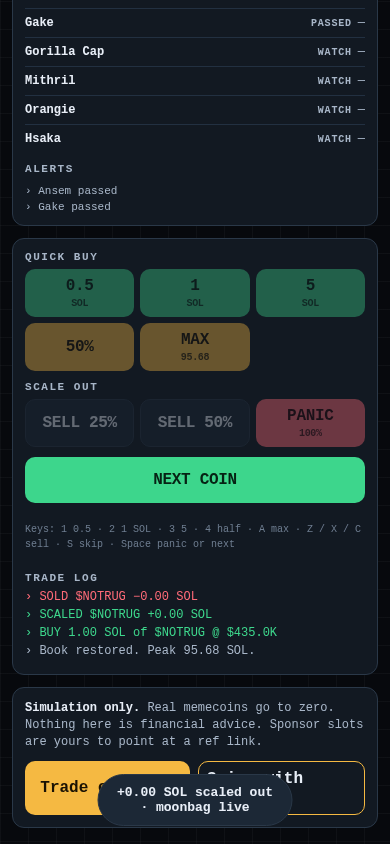 Gake PASSED —
Gorilla Cap WATCH —
Mithril WATCH —
Orangie WATCH —
Hsaka WATCH —
ALERTS
› Ansem passed
› Gake passed
QUICK BUY
0.5 1 5
SOL SOL SOL
50% MAX
95.68
SCALE OUT
SELL 25% SELL 50% PANIC
100%
NEXT COIN
Keys: 1 0.5 · 2 1 SOL · 3 5 · 4 half · A max · Z / X / C
sell · S skip · Space panic or next
TRADE LOG
› SOLD $NOTRUG −0.00 SOL
› SCALED $NOTRUG +0.00 SOL
› BUY 1.00 SOL of $NOTRUG @ $435.0K
› Book restored. Peak 95.68 SOL.
Simulation only. Real memecoins go to zero.
Nothing here is financial advice. Sponsor slots
are yours to point at a ref link.
Trade
+0.00 SOL scaled out
· moonbag live